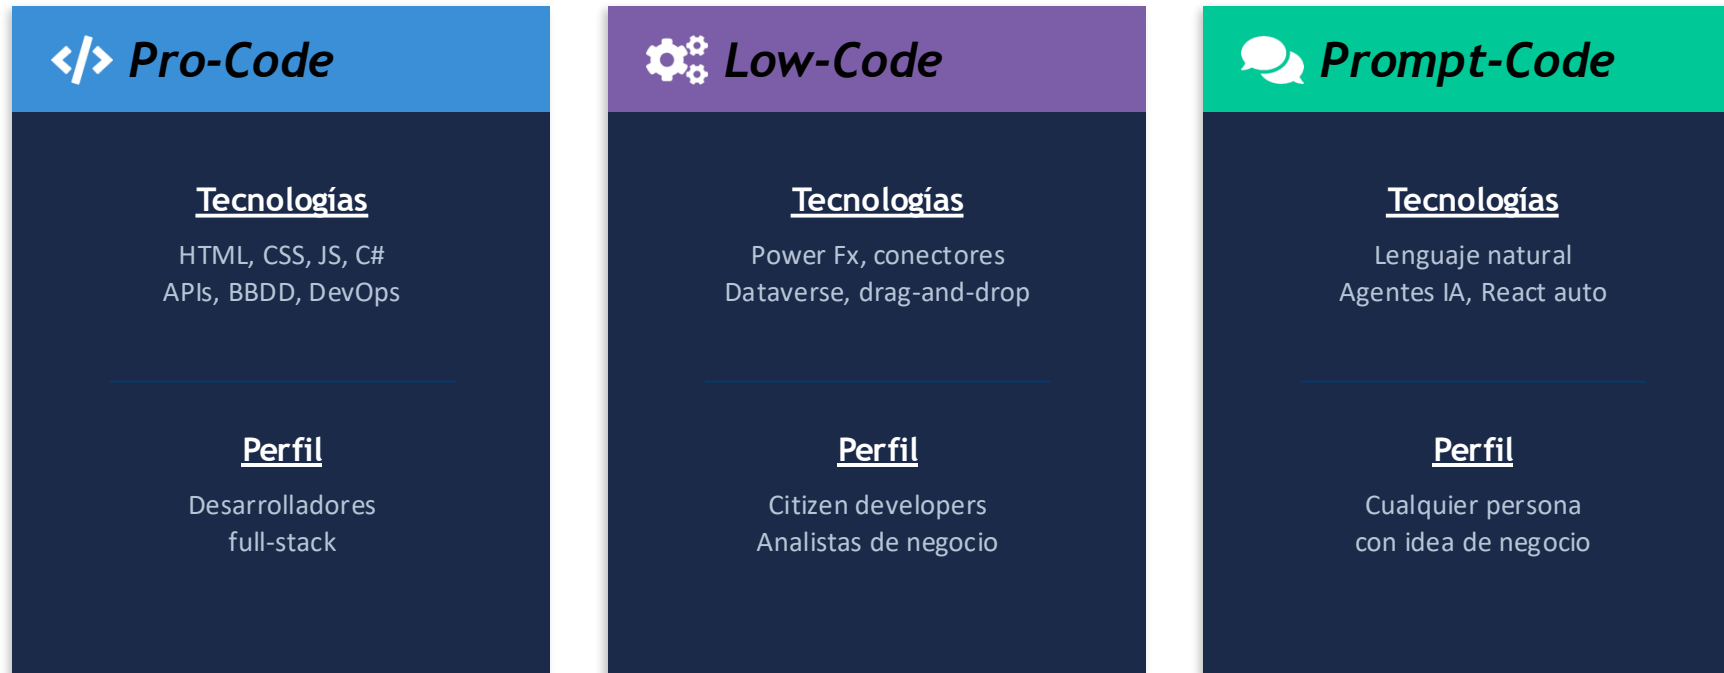 Pro-Code
Tecnologías
HTML, CSS, JS, C#
APIs, BBDD, DevOps
Perfil
Desarrolladores
full-stack
Low-Code
Tecnologías
Power Fx, conectores
Dataverse, drag-and-drop
Perfil
Citizen developers
Analistas de negocio
Prompt-Code
Tecnologías
Lenguaje natural
Agentes IA, React auto
Perfil
Cualquier persona
con idea de negocio